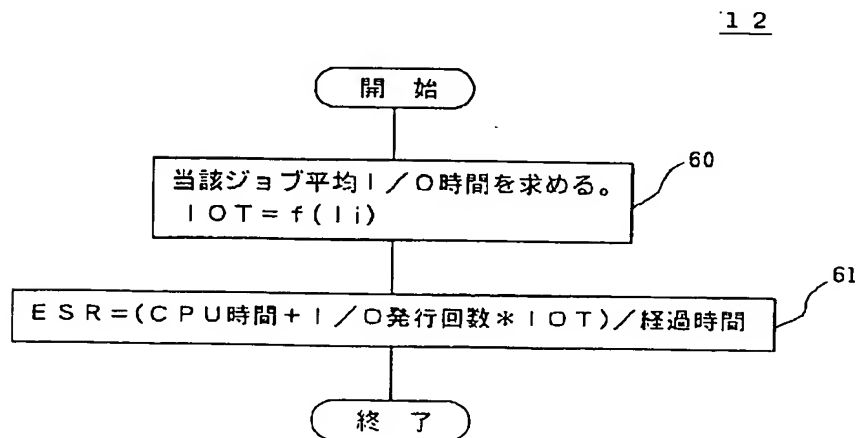 12
開始
60
当該ジョブ平均I/O時間を求める。
IOT=f(Ii)
61
ESR=(CPU時間+I/O発行回数*IOT)/経過時間
終了